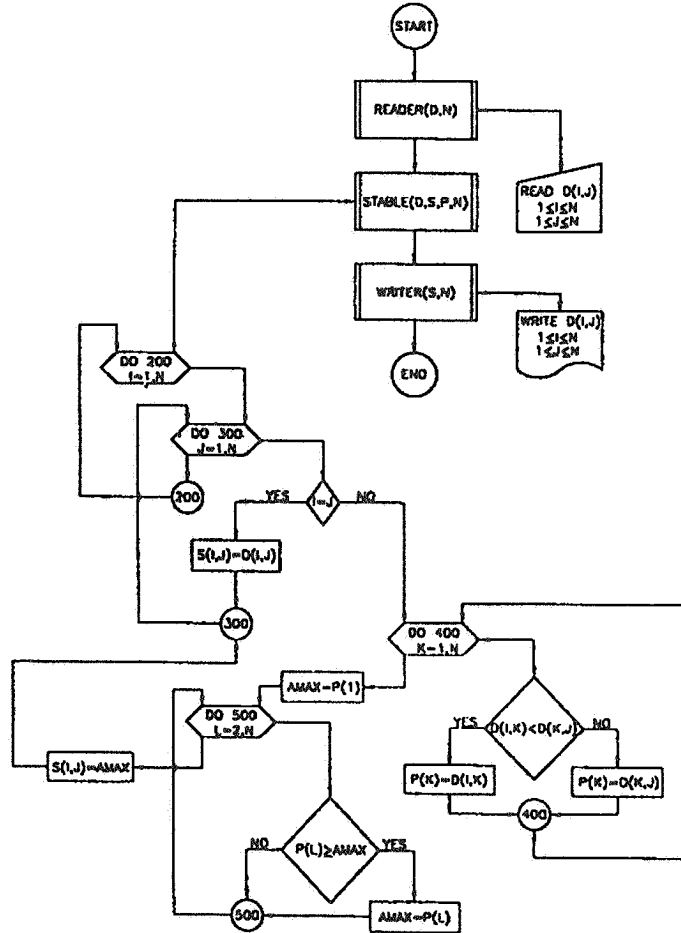 START
READER(D,N)
READ D(I,J)
1≤I≤N
1≤J≤N
STABLE(D,S,P,N)
WRITER(S,N)
WRITE D(I,J)
1≤I≤N
1≤J≤N
END
DO 200
I=1,N
DO 300
J=1,N
200
I=J
YES
NO
S(I,J)=D(I,J)
300
DO 400
K=1,N
AMAX=P(1)
DO 500
L=2,N
D(I,K)<D(K,J)
YES
NO
S(I,J)=AMAX
P(K)=D(I,K)
P(K)=D(K,J)
400
P(L)≥AMAX
NO
YES
500
AMAX=P(L)